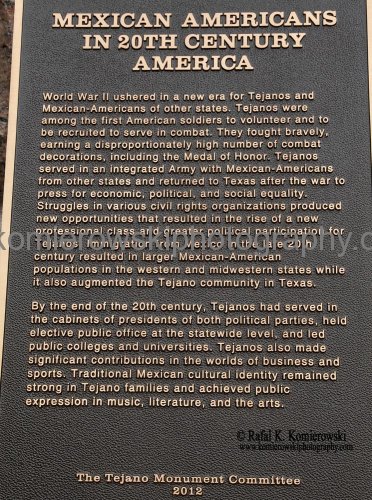 MEXICAN AMERICANS
IN 20TH CENTURY
AMERICA
World War II ushered in a new era for Tejanos and
Mexican-Americans of other states. Tejanos were
among the first American soldiers to volunteer and to
be recruited to serve in combat. They fought bravely,
earning a disproportionately high number of combat
decorations, including the Medal of Honor. Tejanos
served in an integrated Army with Mexican-Americans
from other states and returned to Texas after the war to
press for economic, political, and social equality.
Struggles in various civil rights organizations produced
new opportunities that resulted in the rise of a new
professional class and political emancipation for
Tejanos. Migration
century resulted in larger Mexican-American
populations in the western and midwestern states while
it also augmented the Tejano community in Texas.
By the end of the 20th century, Tejanos had served in
the cabinets of presidents of both political parties, held
elective public office at the statewide level, and led
public colleges and universities. Tejanos also made
significant contributions in the worlds of business and
sports. Traditional Mexican cultural identity remained
strong in Tejano families and achieved public
expression in music, literature, and the arts.
© Rafal K. Komierowski
www.komierowskiphotography.com
The Tejano Monument Committee
2012
komierowskiphotography.c